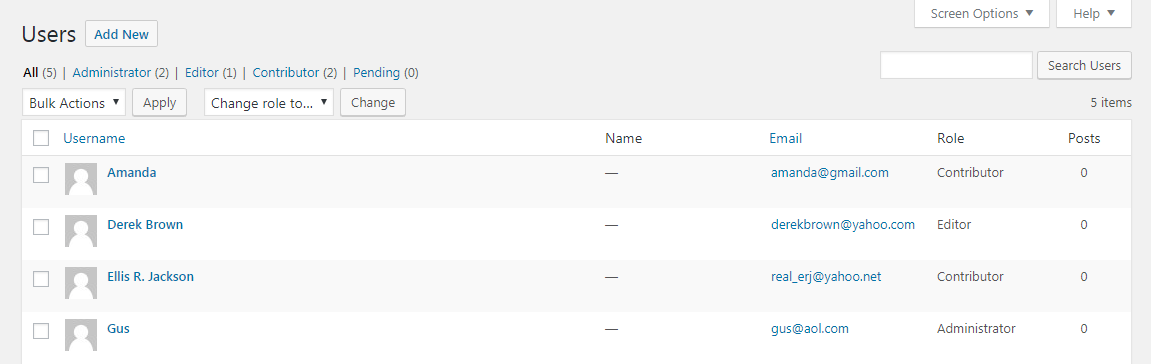 Screen Options ▼ Help ▼
Users Add New
All (5) | Administrator (2) | Editor (1) | Contributor (2) | Pending (0)
Search Users
Bulk Actions ▼ Apply Change role to... ▼ Change 5 items
Username Name Email Role Posts
Amanda — amanda@gmail.com Contributor 0
Derek Brown — derekbrown@yahoo.com Editor 0
Ellis R. Jackson — real_erj@yahoo.net Contributor 0
Gus — gus@aol.com Administrator 0